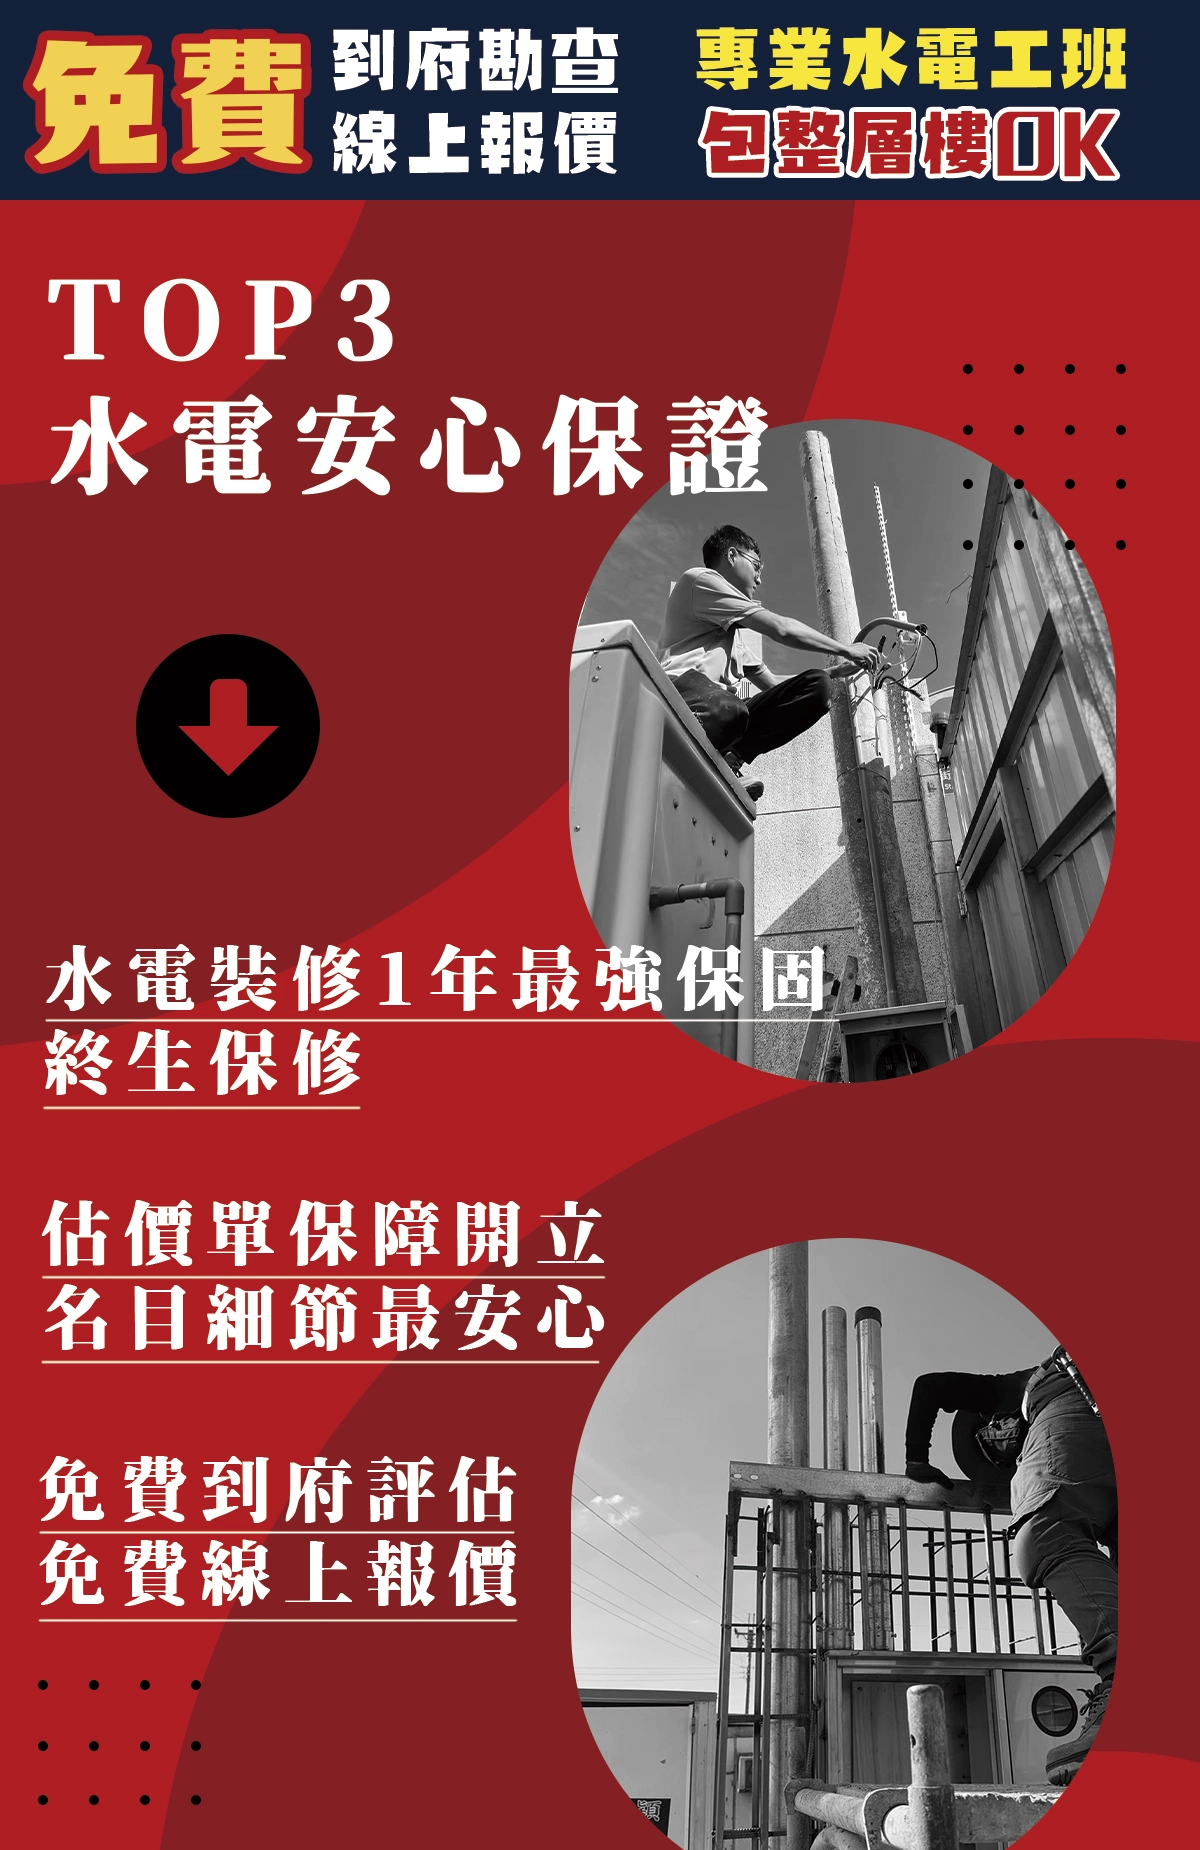 免費
到府勘查
線上報價
專業水電工班
包整層樓OK
TOP3
水電安心保證
水電裝修1年最強保固
終生保修
估價單保障開立
名目細節最安心
免費到府評估
免費線上報價